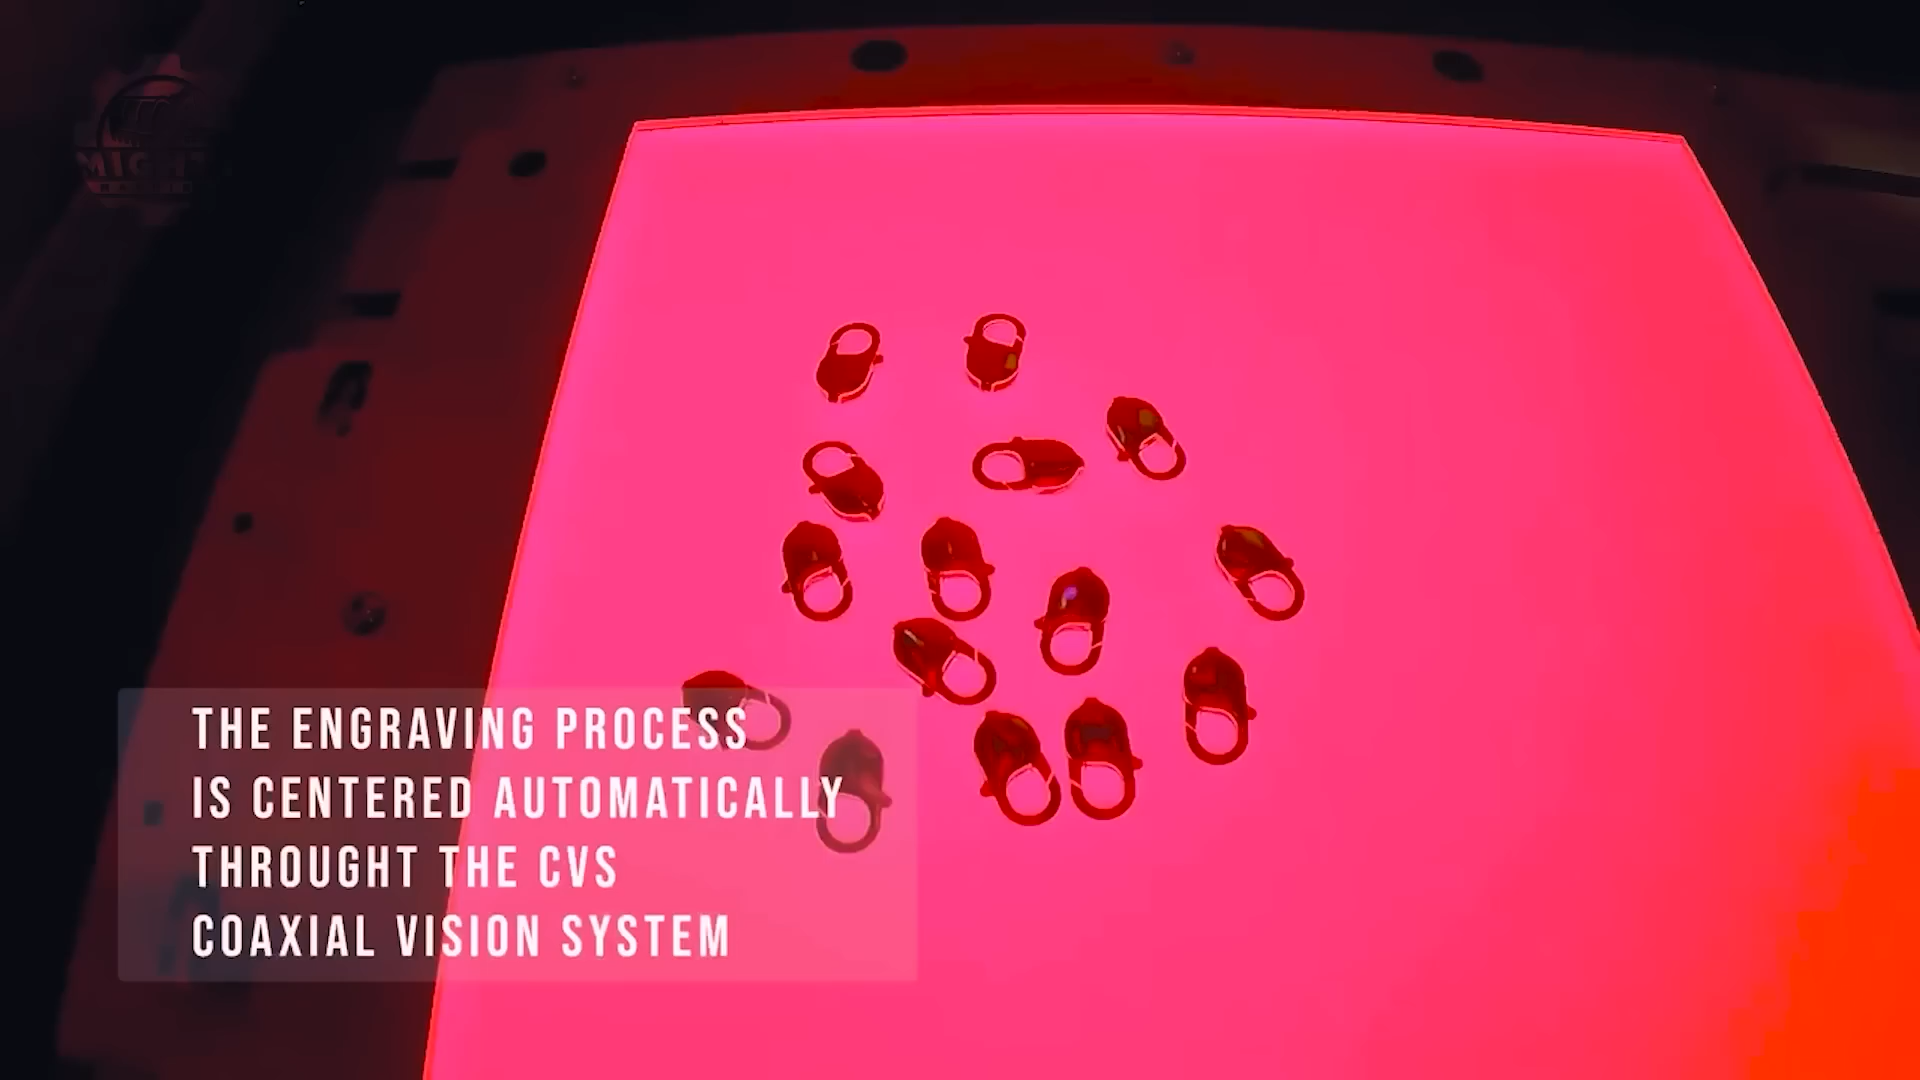 THE ENGRAVING PROCESS
IS CENTERED AUTOMATICALLY
THROUGHT THE CVS
COAXIAL VISION SYSTEM